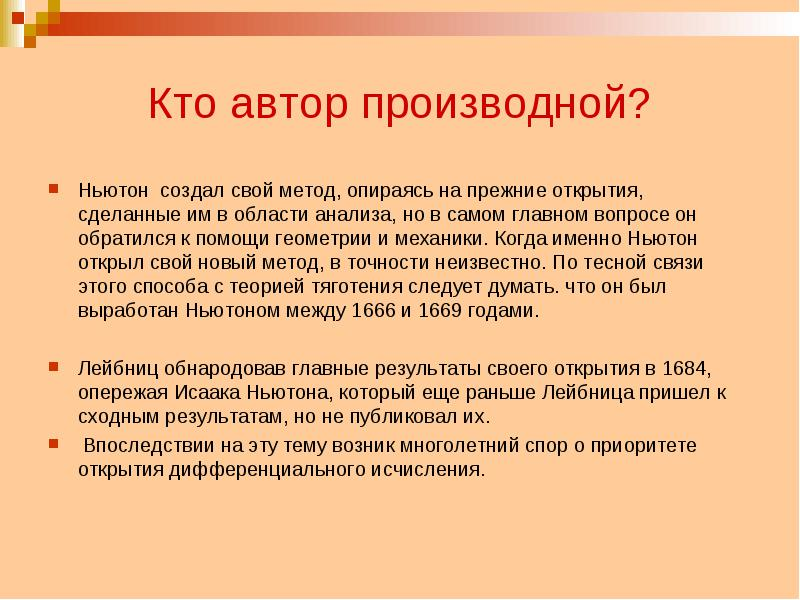 Кто автор производной?
Ньютон создал свой метод, опираясь на прежние открытия,
сделанные им в области анализа, но в самом главном вопросе он
обратился к помощи геометрии и механики. Когда именно Ньютон
открыл свой новый метод, в точности неизвестно. По тесной связи
этого способа с теорией тяготения следует думать. что он был
выработан Ньютоном между 1666 и 1669 годами.
Лейбниц обнародовав главные результаты своего открытия в 1684,
опережая Исаака Ньютона, который еще раньше Лейбница пришел к
сходным результатам, но не публиковал их.
Впоследствии на эту тему возник многолетний спор о приоритете
открытия дифференциального исчисления.